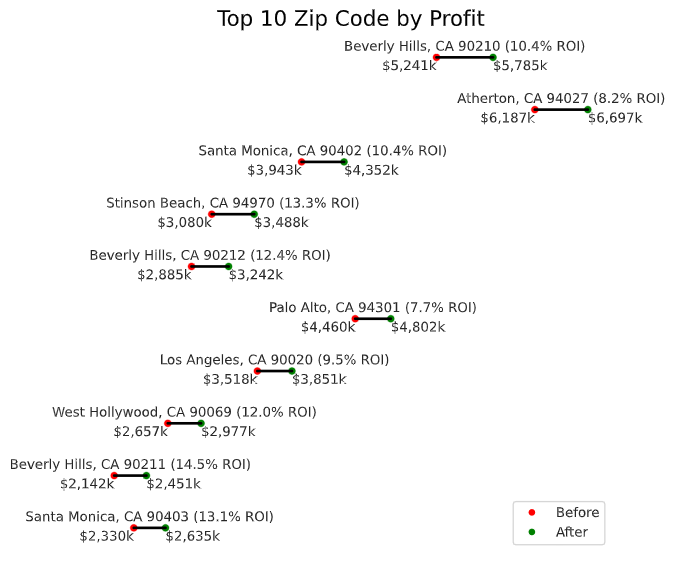 Top 10 Zip Code by Profit
Beverly Hills, CA 90210 (10.4% ROI)
$5,241k $5,785k
Atherton, CA 94027 (8.2% ROI)
$6,187k $6,697k
Santa Monica, CA 90402 (10.4% ROI)
$3,943k $4,352k
Stinson Beach, CA 94970 (13.3% ROI)
$3,080k $3,488k
Beverly Hills, CA 90212 (12.4% ROI)
$2,885k $3,242k
Palo Alto, CA 94301 (7.7% ROI)
$4,460k $4,802k
Los Angeles, CA 90020 (9.5% ROI)
$3,518k $3,851k
West Hollywood, CA 90069 (12.0% ROI)
$2,657k $2,977k
Beverly Hills, CA 90211 (14.5% ROI)
$2,142k $2,451k
Santa Monica, CA 90403 (13.1% ROI)
$2,330k $2,635k
Before
After